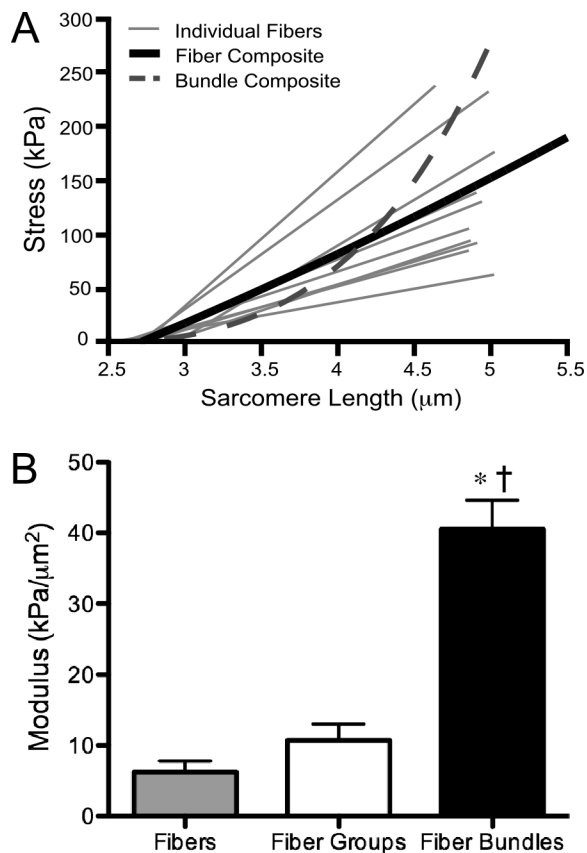 A
Individual Fibers
Fiber Composite
Bundle Composite
300
250
200
150
100
50
0
Stress (kPa)
2.5 3 3.5 4 4.5 5 5.5
Sarcomere Length (μm)
B
50
40
30
20
10
0
Modulus (kPa/μm²)
* †
Fibers Fiber Groups Fiber Bundles